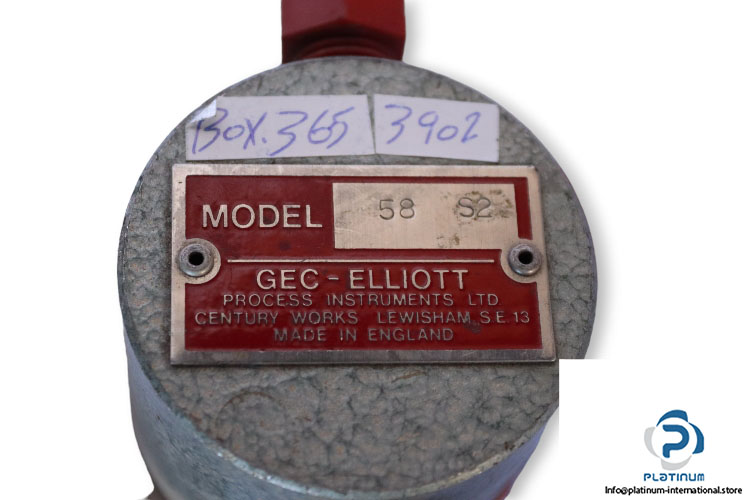 BOX.365 3902
MODEL 58 S2
GEC-ELLIOTT
PROCESS INSTRUMENTS LTD
CENTURY WORKS LEWISHAM, S.E.13
MADE IN ENGLAND
PLATINUM
Info@platinum-international.store